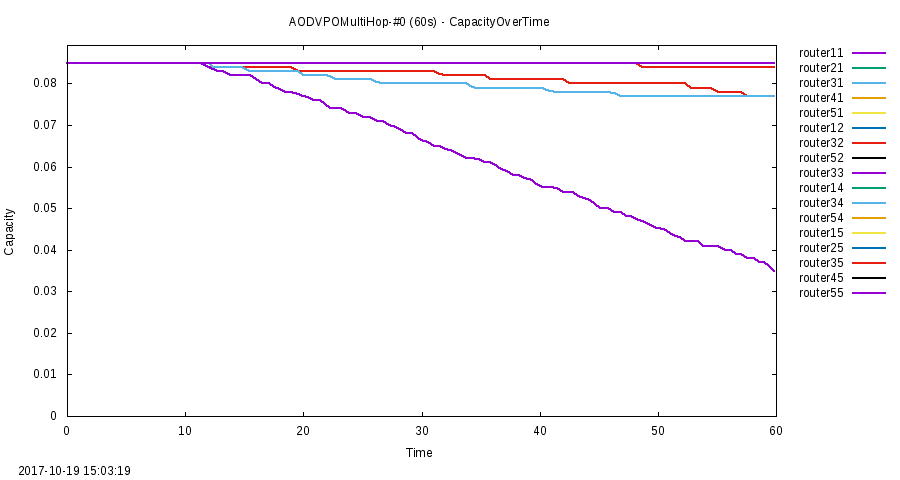 AODVPOMultiHop-#0 (60s) - CapacityOverTime
Capacity
0.08
0.07
0.06
0.05
0.04
0.03
0.02
0.01
0
0 10 20 30 40 50 60
Time
router11
router21
router31
router41
router51
router12
router32
router52
router33
router14
router34
router54
router15
router25
router35
router45
router55
2017-10-19 15:03:19